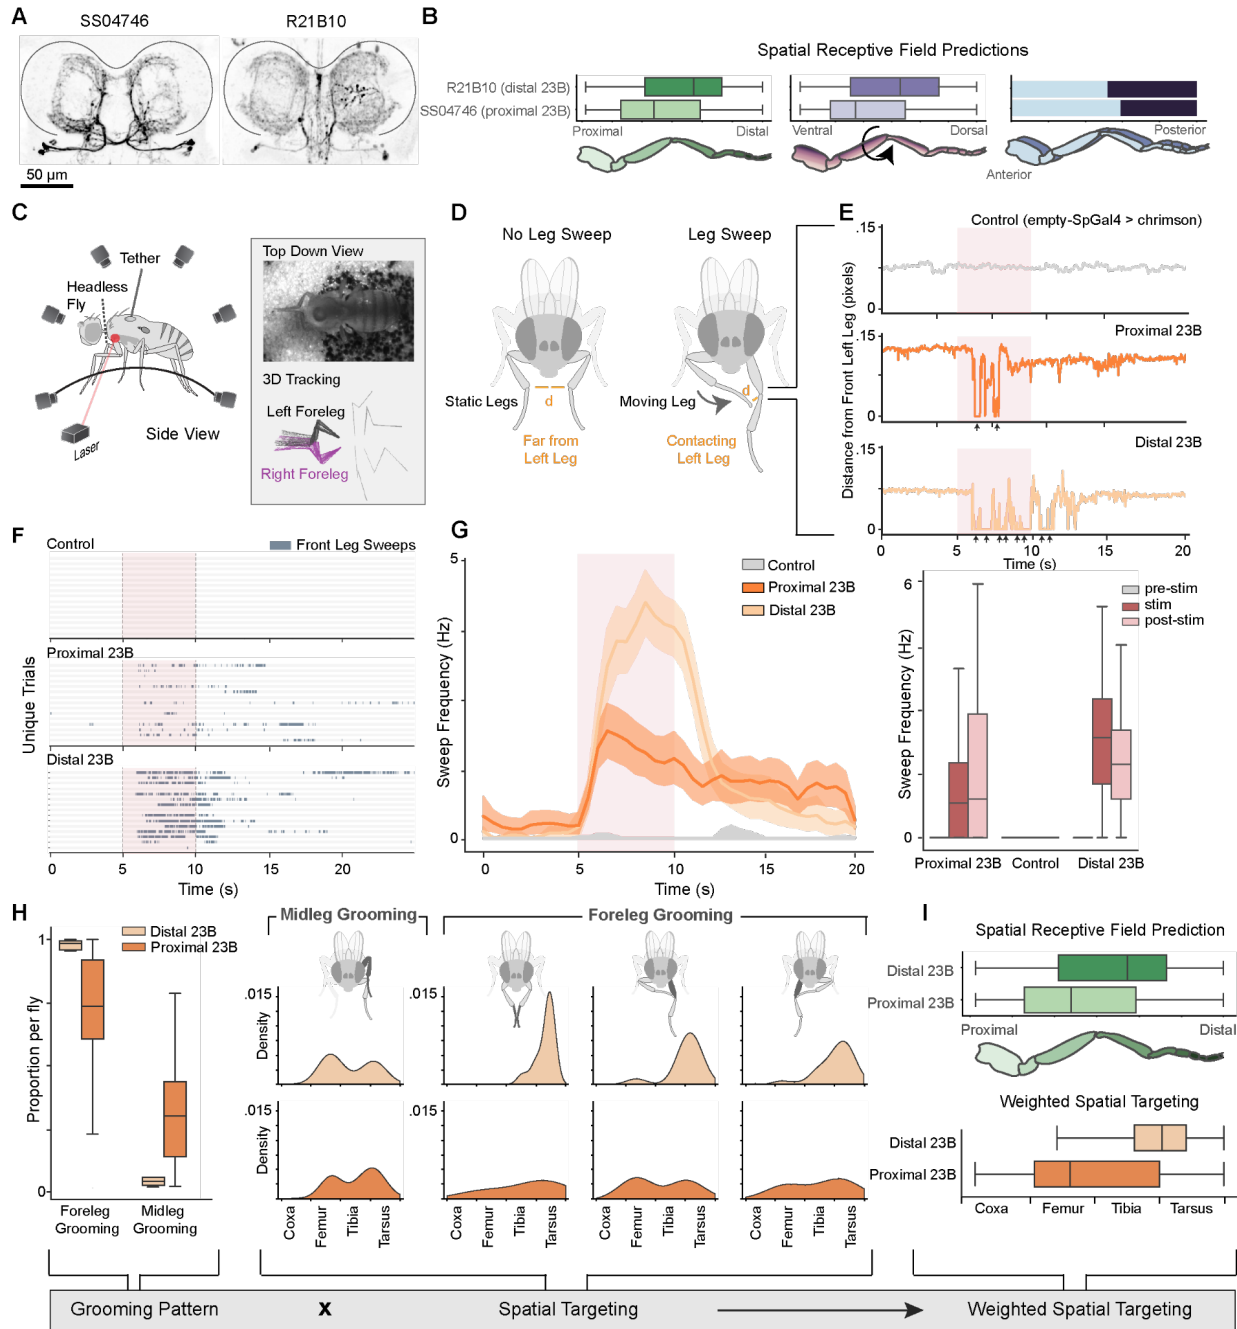 A
SS04746
R21B10
50 µm
B
Spatial Receptive Field Predictions
R21B10 (distal 23B)
SS04746 (proximal 23B)
Proximal
Distal
Ventral
Dorsal
Posterior
Anterior
C
Tether
Headless
Fly
Laser
Side View
Top Down View
3D Tracking
Left Foreleg
Right Foreleg
D
No Leg Sweep
Leg Sweep
Static Legs
d
Moving Leg
d
Far from
Left Leg
Contacting
Left Leg
E
Control (empty-SpGal4 > chrimson)
.15
0
Proximal 23B
.15
0
Distal 23B
.15
0
Distance from Front Left Leg (pixels)
0
5
10
15
20
Time (s)
F
Control
Front Leg Sweeps
Proximal 23B
Distal 23B
Unique Trials
0
5
10
15
20
Time (s)
G
5
0
Sweep Frequency (Hz)
Control
Proximal 23B
Distal 23B
0
5
10
15
20
Time (s)
6
0
Sweep Frequency (Hz)
pre-stim
stim
post-stim
Proximal 23B
Control
Distal 23B
H
1
0
Proportion per fly
Distal 23B
Proximal 23B
Foreleg
Grooming
Midleg
Grooming
Midleg Grooming
Foreleg Grooming
.015
Density
.015
.015
.015
.015
Density
.015
.015
.015
Coxa
Femur
Tibia
Tarsus
Coxa
Femur
Tibia
Tarsus
Coxa
Femur
Tibia
Tarsus
Coxa
Femur
Tibia
Tarsus
I
Spatial Receptive Field Prediction
Distal 23B
Proximal 23B
Proximal
Distal
Weighted Spatial Targeting
Distal 23B
Proximal 23B
Coxa
Femur
Tibia
Tarsus
Grooming Pattern
x
Spatial Targeting
Weighted Spatial Targeting